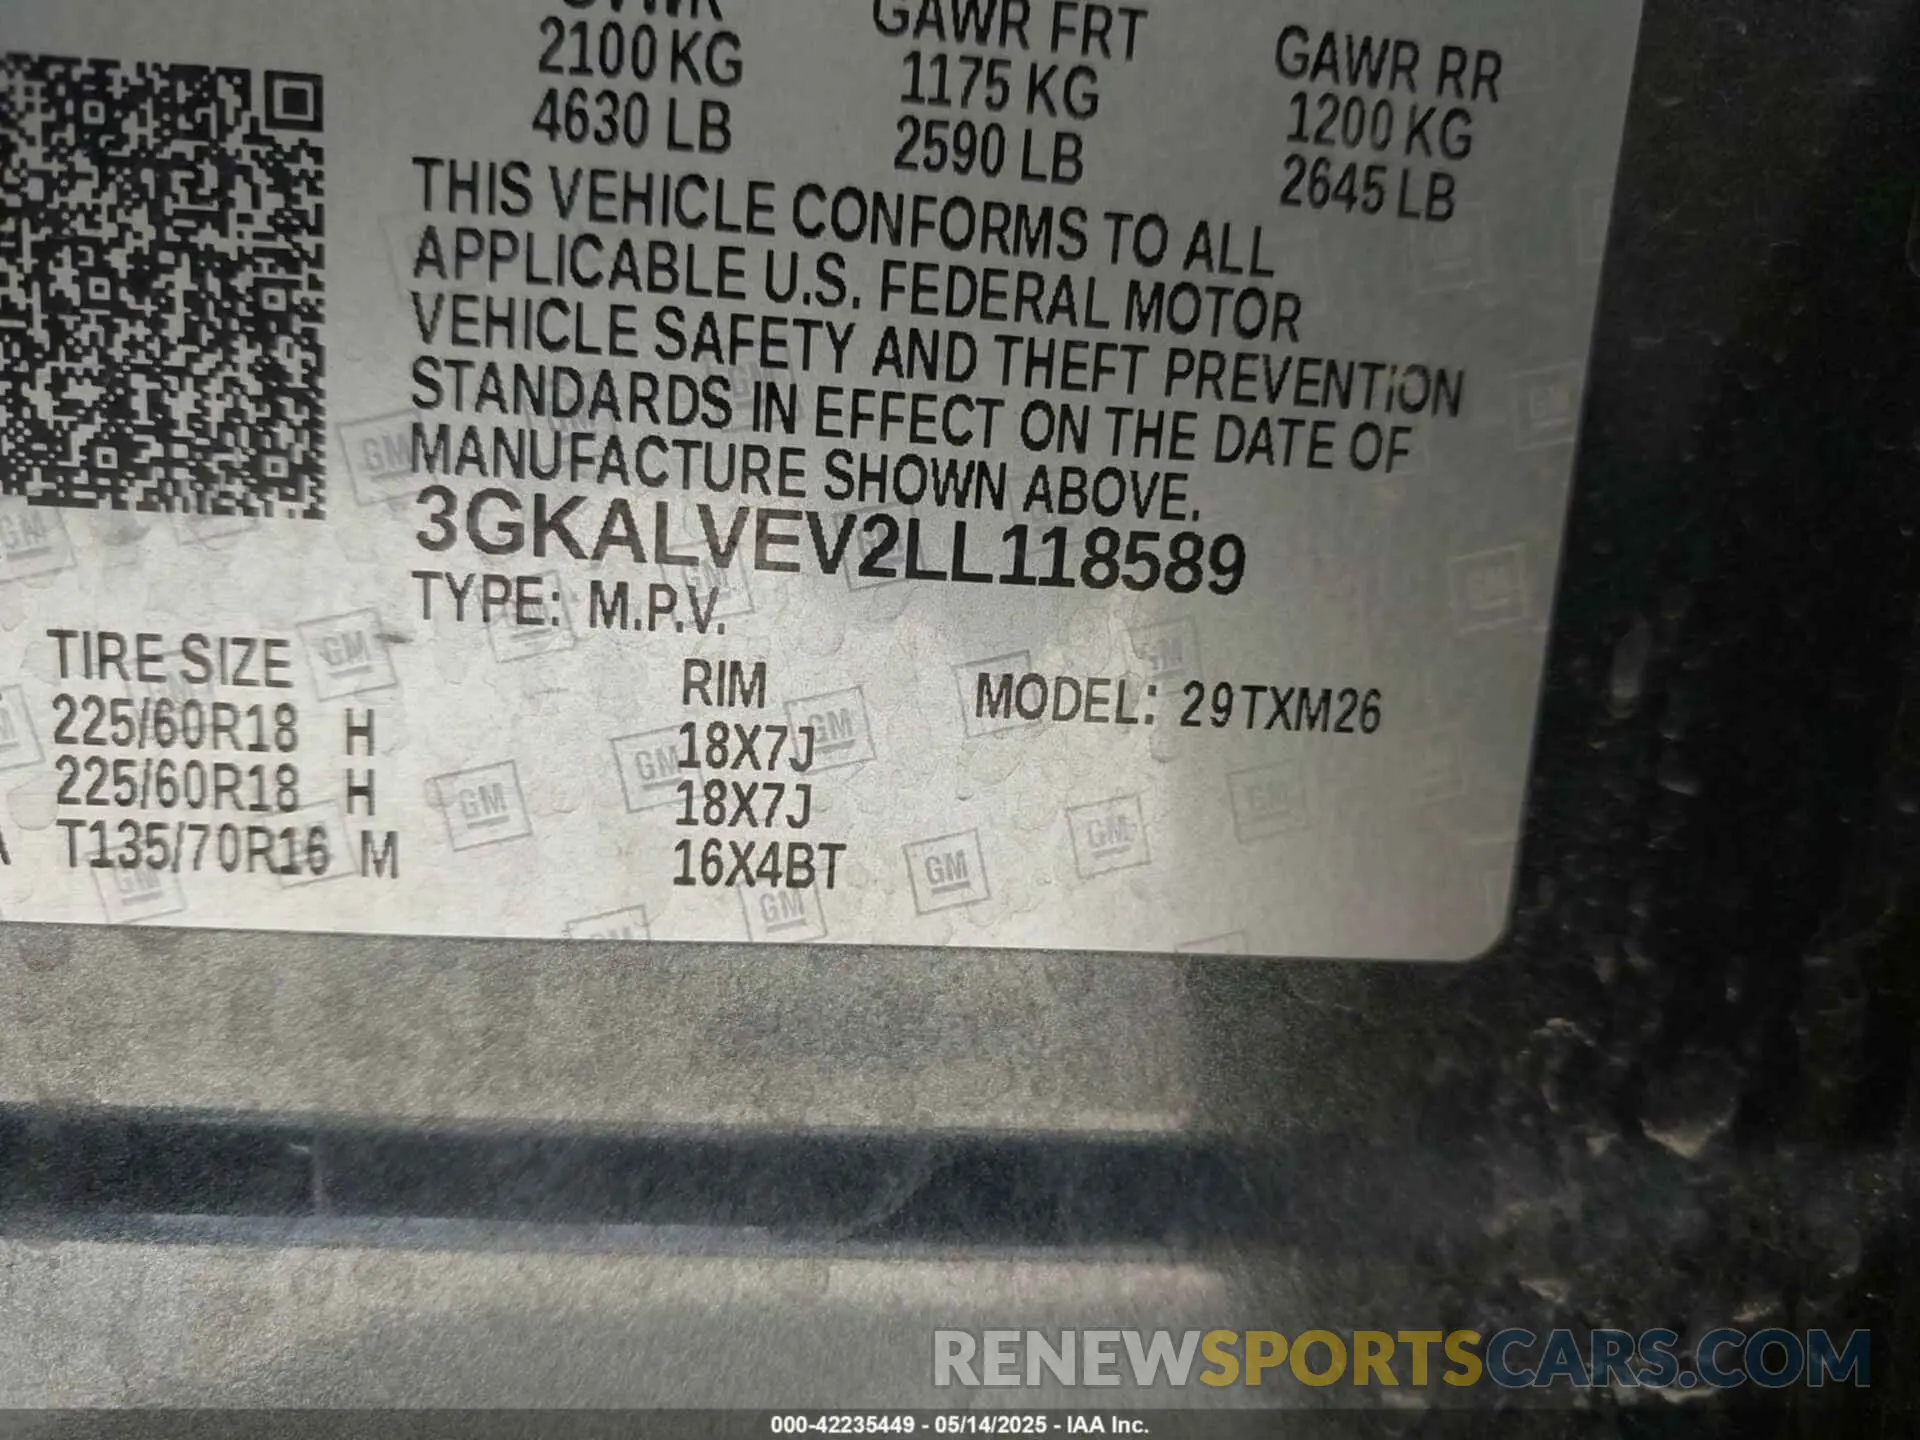 GVWR GAWR FRT GAWR RR
2100 KG 1175 KG 1200 KG
4630 LB 2590 LB 2645 LB
THIS VEHICLE CONFORMS TO ALL
APPLICABLE U.S. FEDERAL MOTOR
VEHICLE SAFETY AND THEFT PREVENTION
STANDARDS IN EFFECT ON THE DATE OF
MANUFACTURE SHOWN ABOVE.
3GKALVEV2LL118589
TYPE: M.P.V.
TIRE SIZE RIM MODEL: 29TXM26
225/60R18 H 18X7J
225/60R18 H 18X7J
T135/70R16 M 16X4BT
GM
RENEWSPORTSCARS.COM
000-42235449 - 05/14/2025 - IAA Inc.